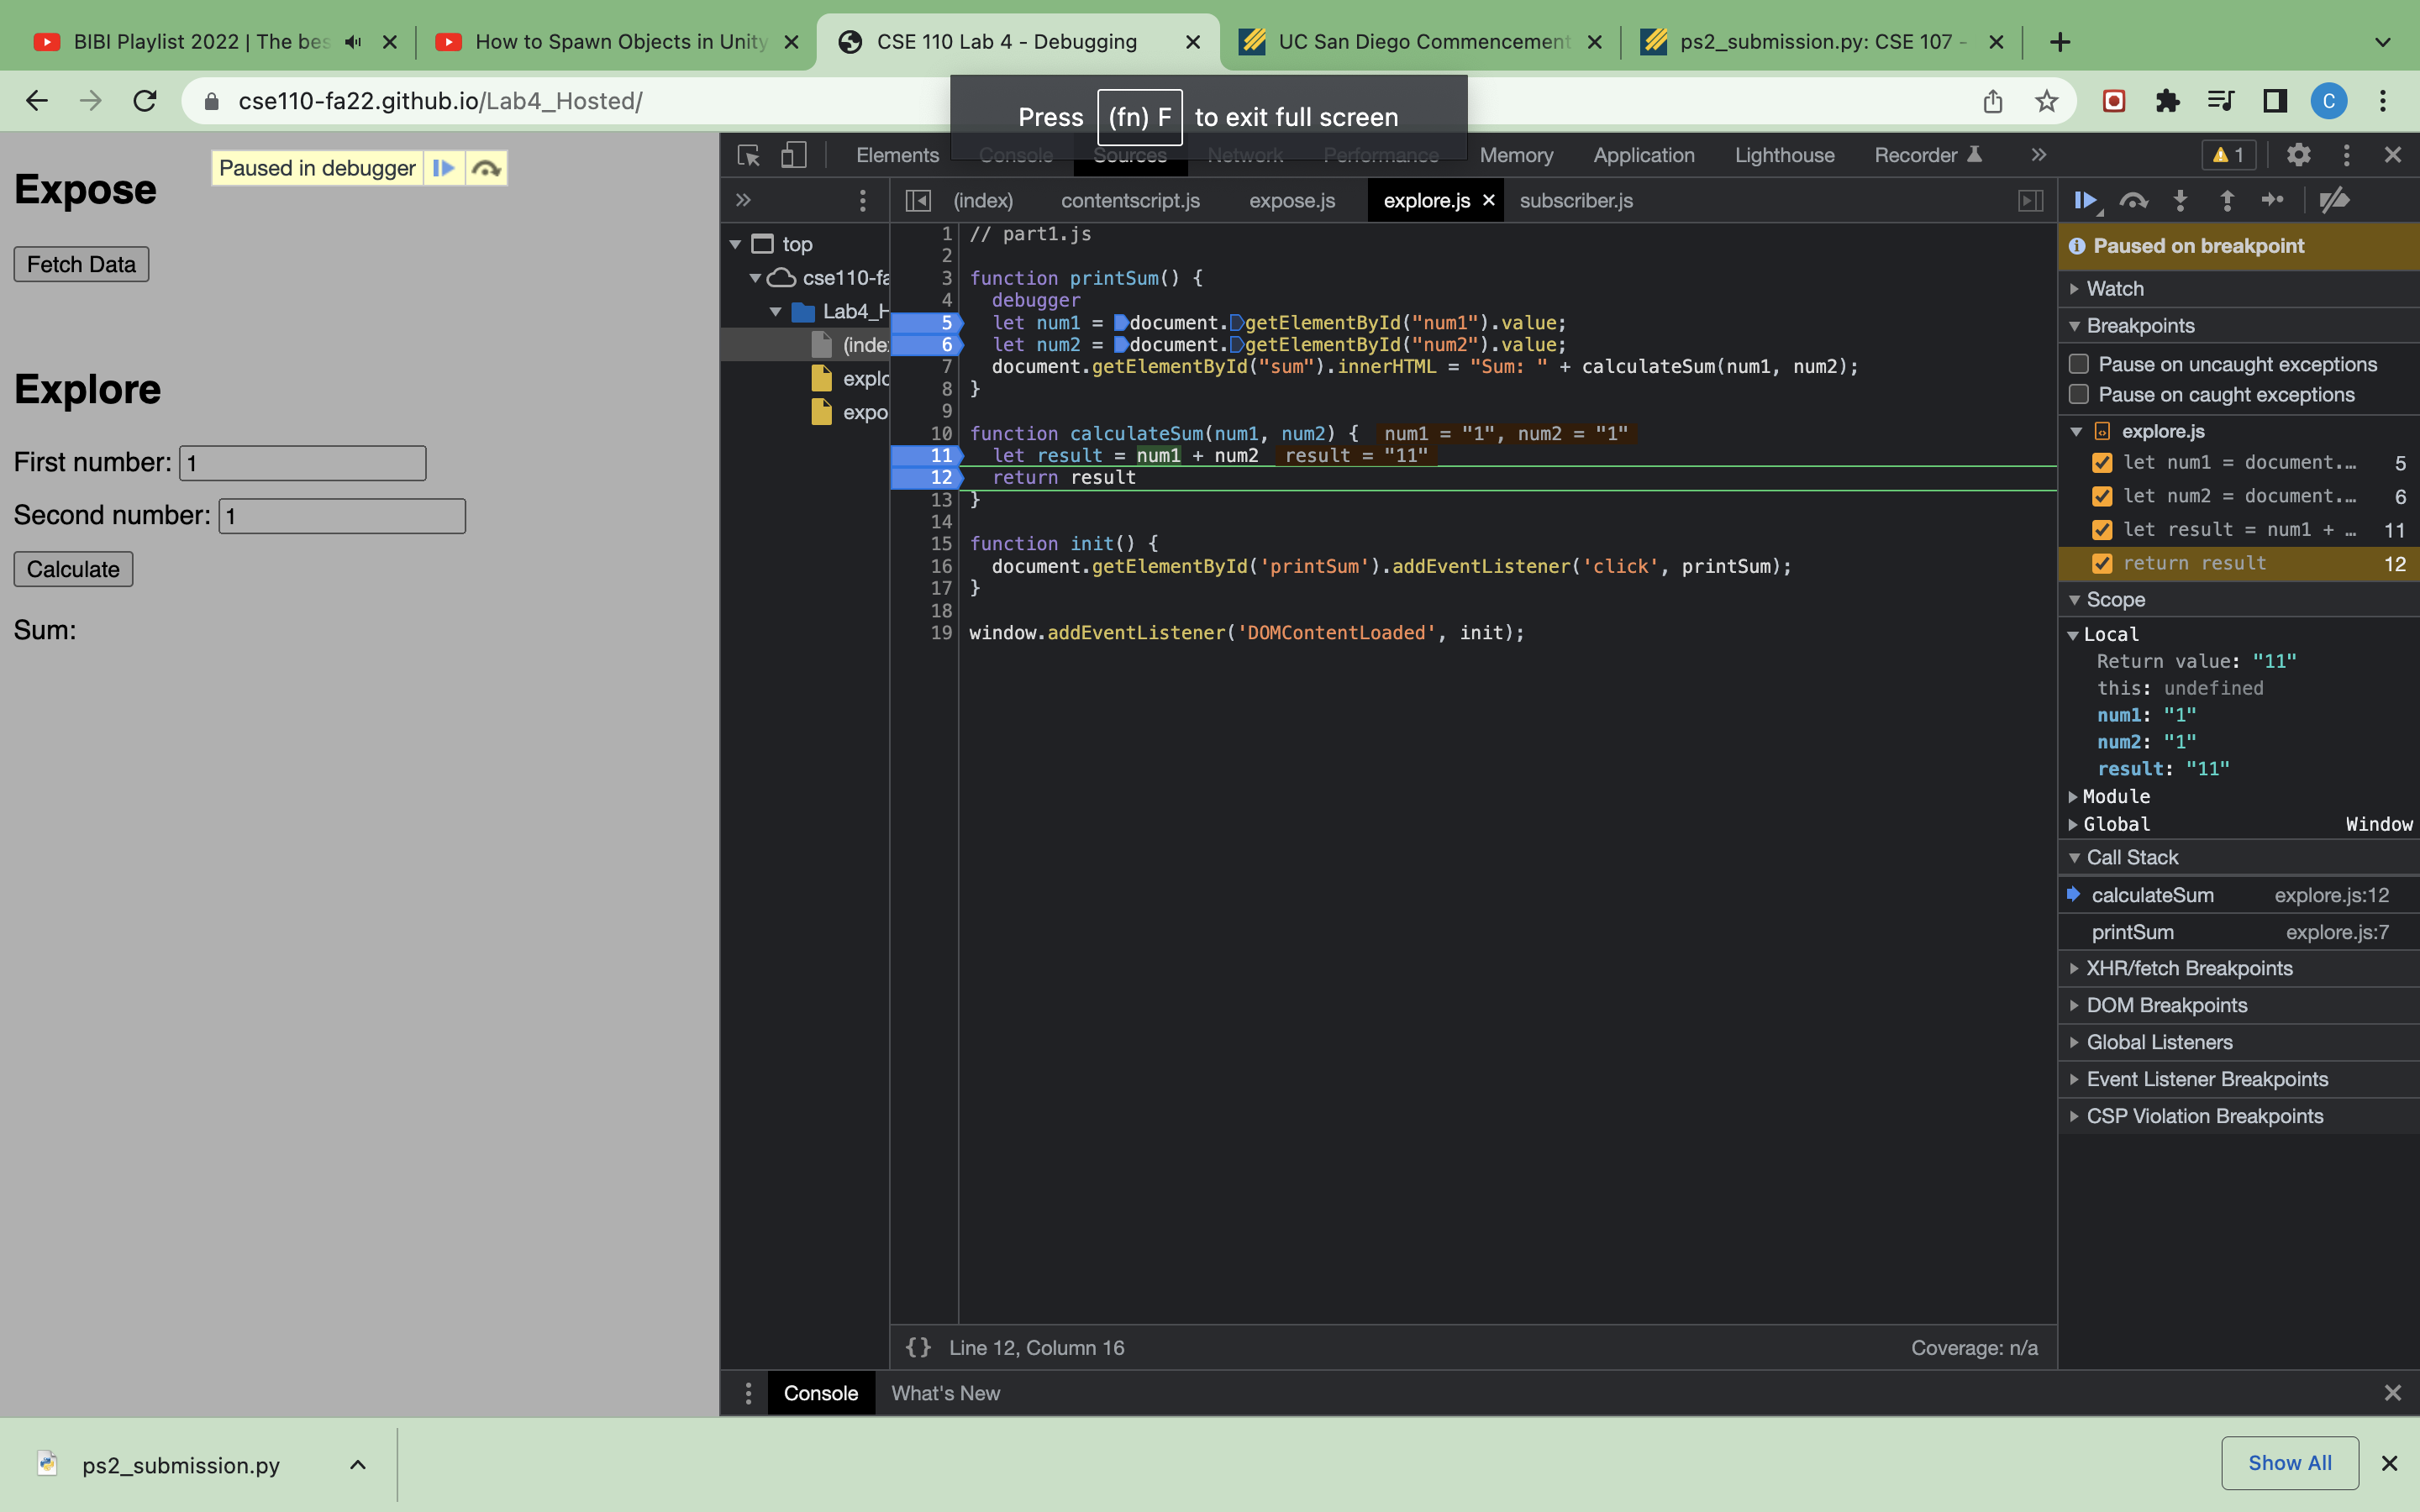 BIBI Playlist 2022 | The bes
How to Spawn Objects in Unity
CSE 110 Lab 4 - Debugging
UC San Diego Commencement
ps2_submission.py: CSE 107 -
cse110-fa22.github.io/Lab4_Hosted/
C
Press (fn) F to exit full screen
Paused in debugger
Expose
Fetch Data
Explore
First number: 1
Second number: 1
Calculate
Sum:
Elements Console Sources Network Performance Memory Application Lighthouse Recorder 1
(index) contentscript.js expose.js explore.js subscriber.js
top
cse110-fa
Lab4_H
(inde
explo
expo
1 // part1.js
2
3 function printSum() {
4 debugger
5 let num1 = document.getElementById("num1").value;
6 let num2 = document.getElementById("num2").value;
7 document.getElementById("sum").innerHTML = "Sum: " + calculateSum(num1, num2);
8 }
9
10 function calculateSum(num1, num2) { num1 = "1", num2 = "1"
11 let result = num1 + num2 result = "11"
12 return result
13 }
14
15 function init() {
16 document.getElementById('printSum').addEventListener('click', printSum);
17 }
18
19 window.addEventListener('DOMContentLoaded', init);
{} Line 12, Column 16
Coverage: n/a
Paused on breakpoint
Watch
Breakpoints
Pause on uncaught exceptions
Pause on caught exceptions
explore.js
let num1 = document.… 5
let num2 = document.… 6
let result = num1 + … 11
return result 12
Scope
Local
Return value: "11"
this: undefined
num1: "1"
num2: "1"
result: "11"
Module
Global Window
Call Stack
calculateSum explore.js:12
printSum explore.js:7
XHR/fetch Breakpoints
DOM Breakpoints
Global Listeners
Event Listener Breakpoints
CSP Violation Breakpoints
Console What's New
ps2_submission.py
Show All